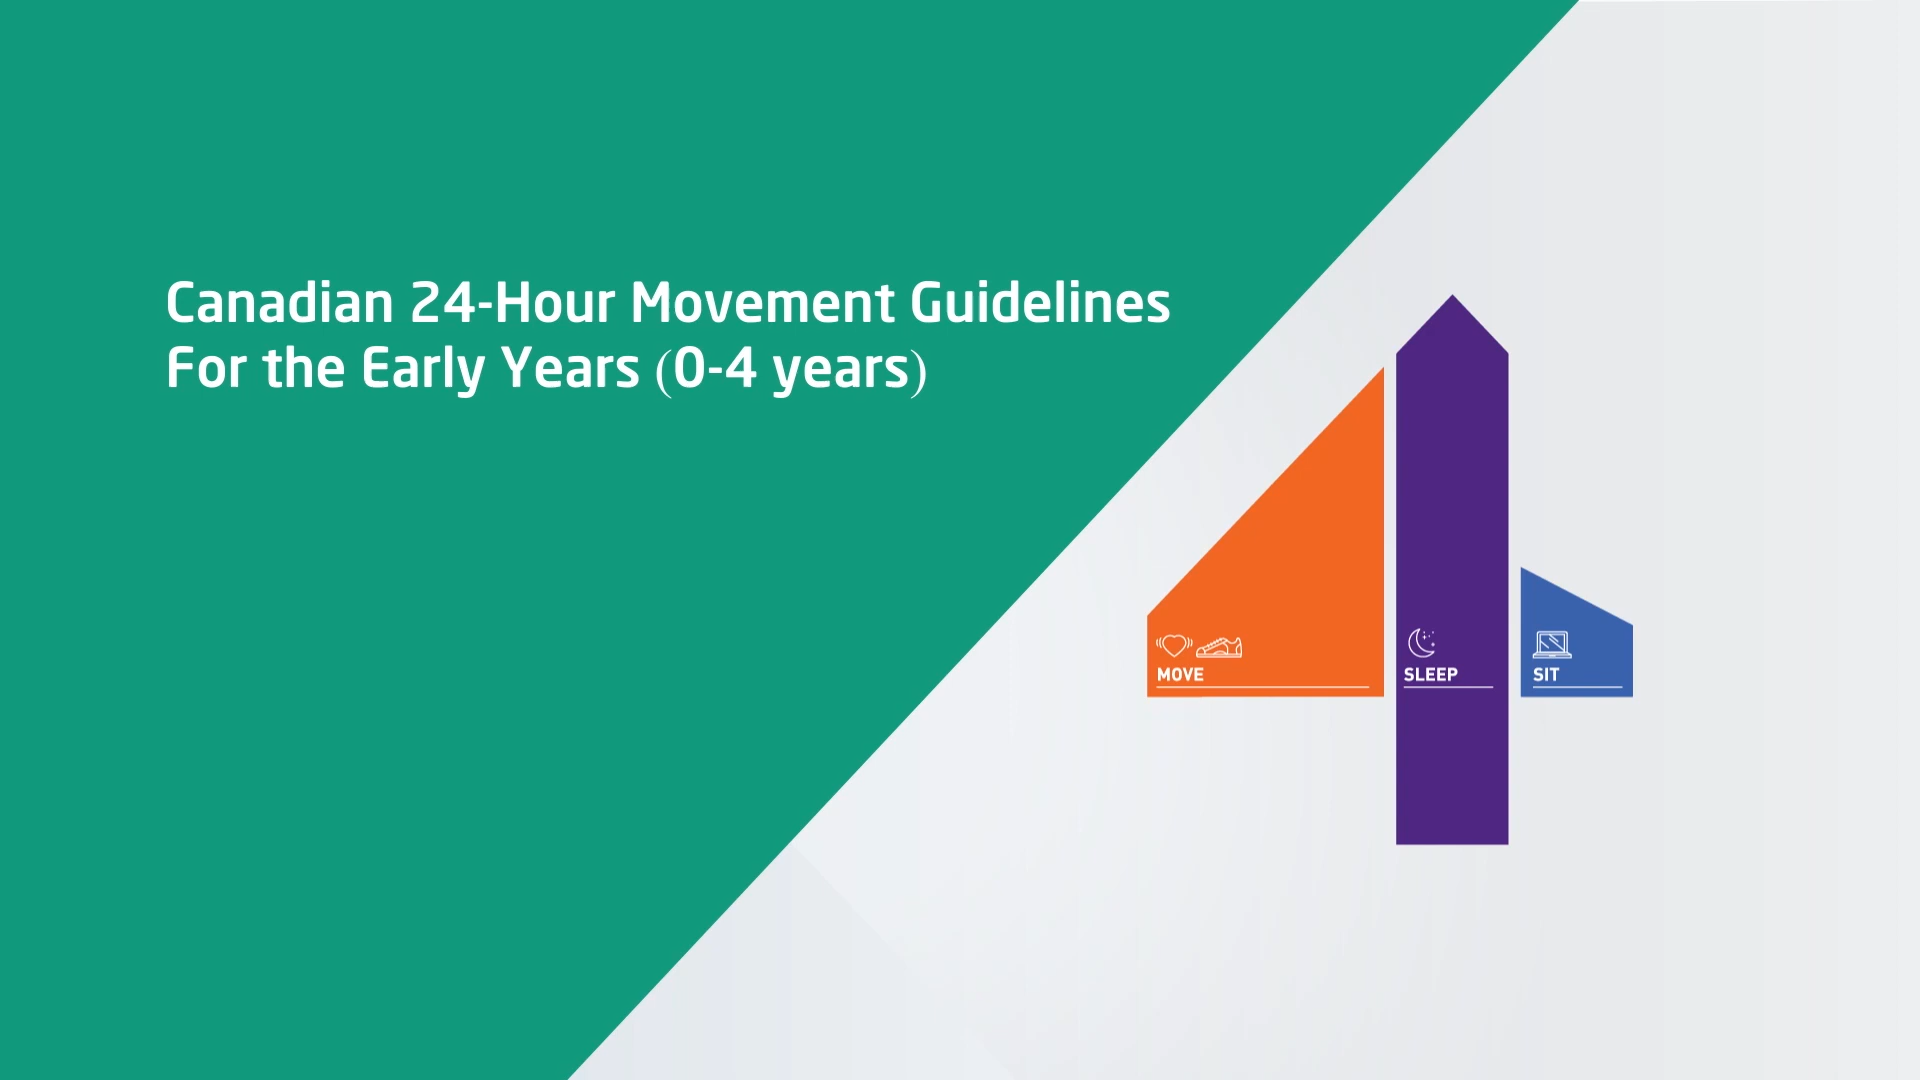 Canadian 24-Hour Movement Guidelines
For the Early Years (0-4 years)
MOVE
SLEEP
SIT